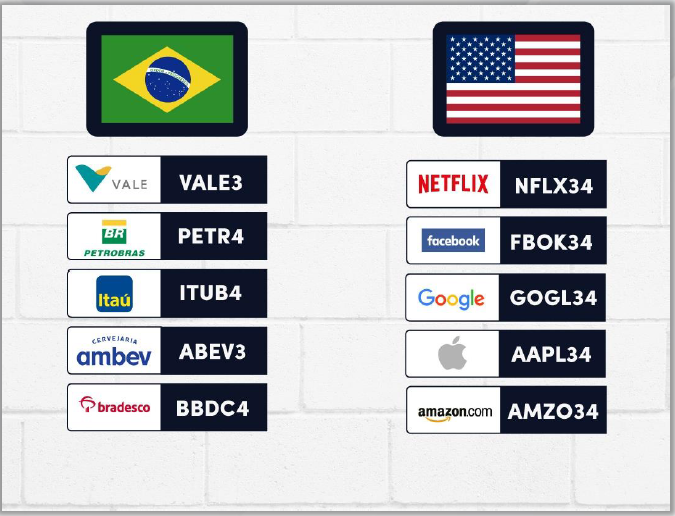 VALE
VALE3
BR
PETROBRAS
PETR4
Itaú
ITUB4
CERVEJARIA
ambev
ABEV3
bradesco
BBDC4
NETFLIX
NFLX34
facebook
FBOK34
Google
GOGL34
AAPL34
amazon.com
AMZO34